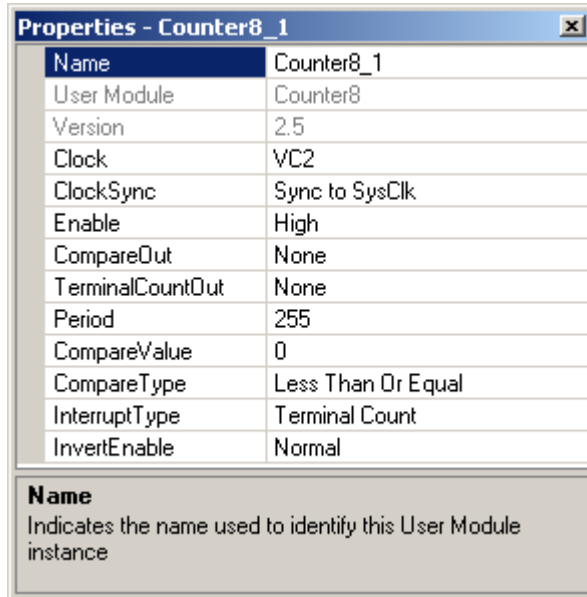 Properties - Counter8_1
Name Counter8_1
User Module Counter8
Version 2.5
Clock VC2
ClockSync Sync to SysClk
Enable High
CompareOut None
TerminalCountOut None
Period 255
CompareValue 0
CompareType Less Than Or Equal
InterruptType Terminal Count
InvertEnable Normal
Name
Indicates the name used to identify this User Module
instance